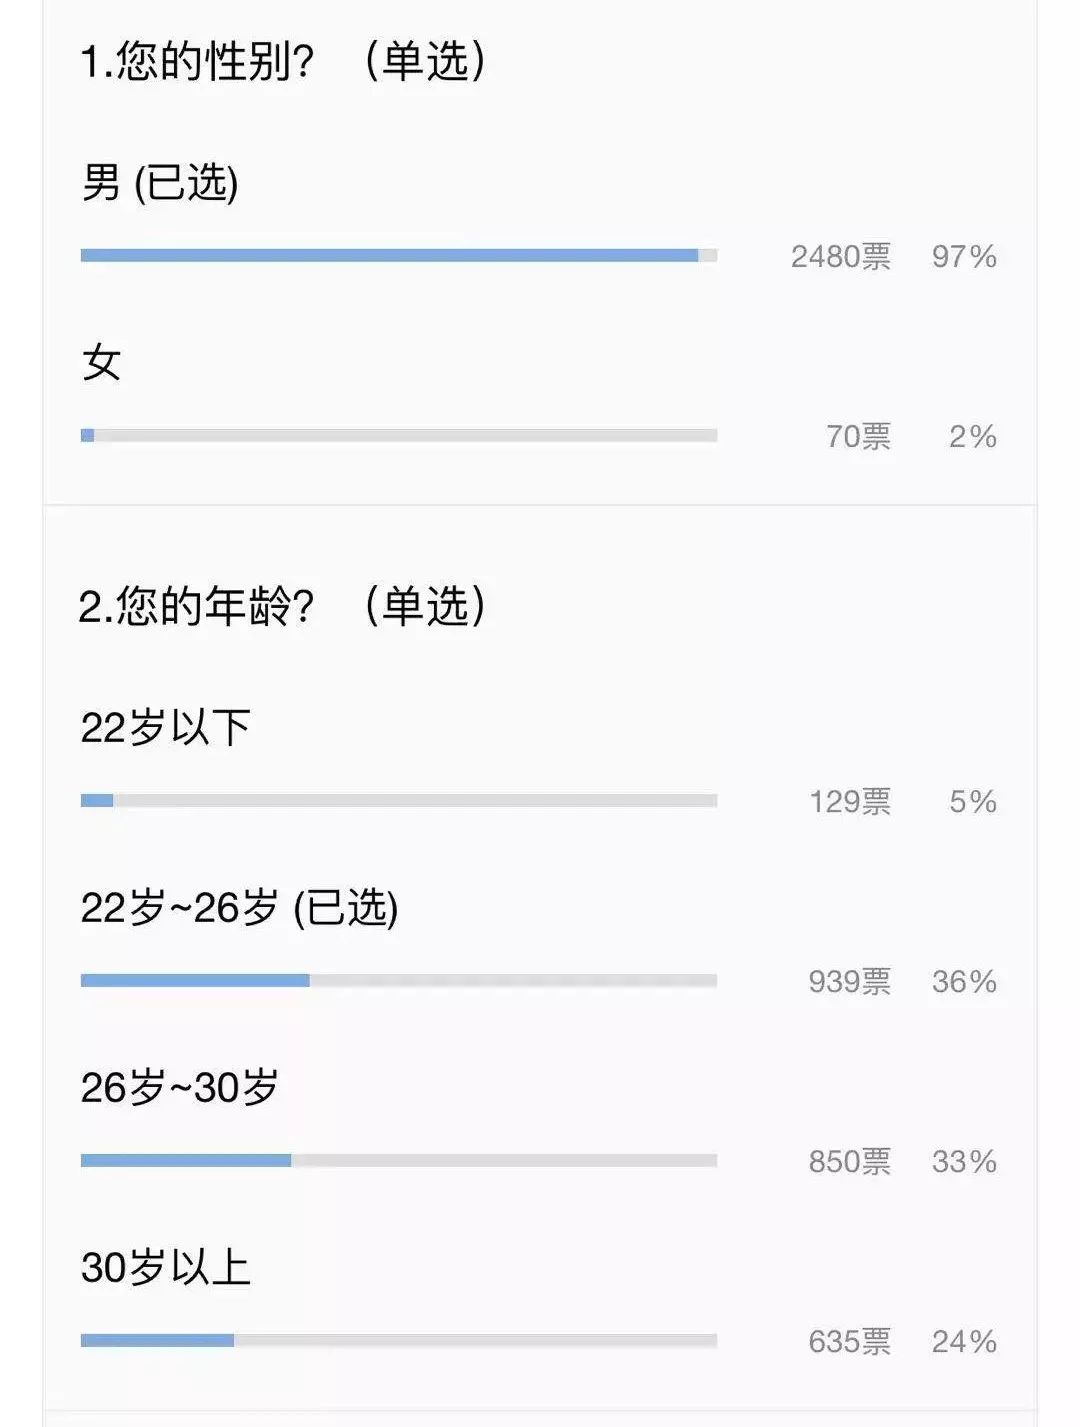 1.您的性别? （单选）
男 (已选)
2480票 97%
女
70票 2%
2.您的年龄? （单选）
22岁以下
129票 5%
22岁~26岁 (已选)
939票 36%
26岁~30岁
850票 33%
30岁以上
635票 24%